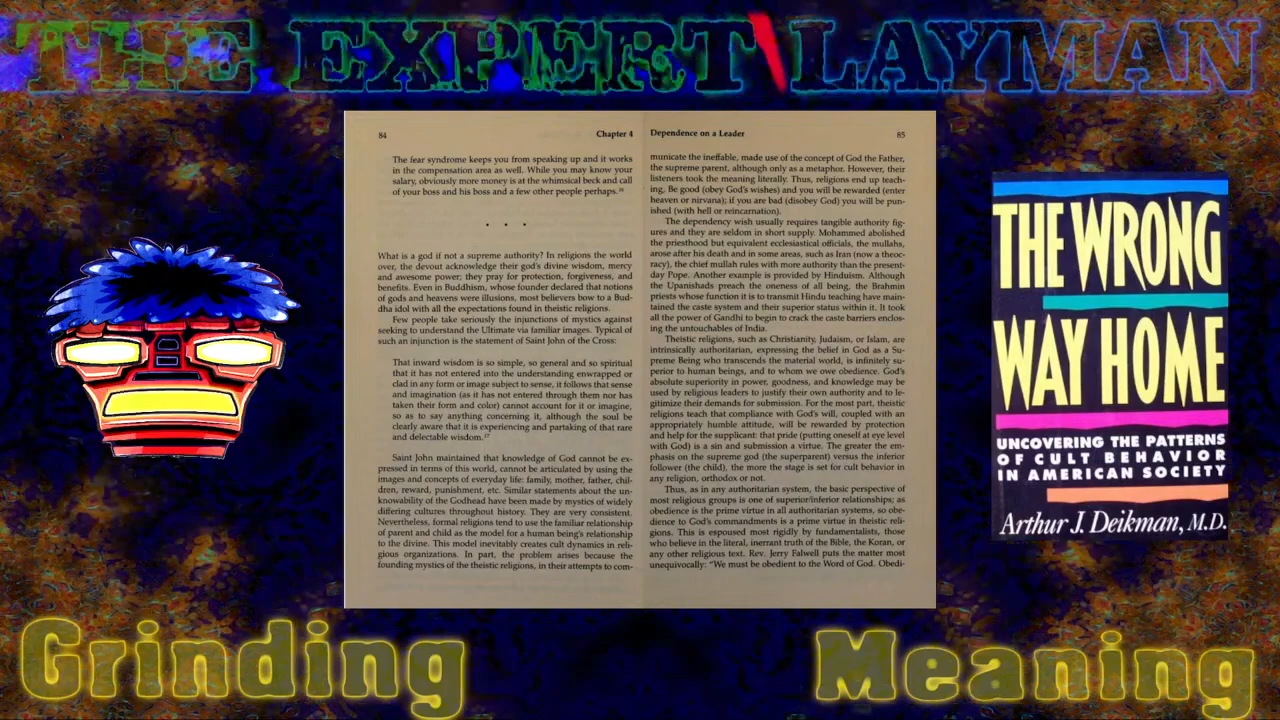 THE EXPERT LAYMAN
84
Chapter 4
The fear syndrome keeps you from speaking up and it works
in the compensation area as well. While you may know your
salary, obviously more money is at the whimsical beck and call
of your boss and his boss and a few other people perhaps.¹⁶
• • •
What is a god if not a supreme authority? In religions the world
over, the devout acknowledge their god's divine wisdom, mercy
and awesome power; they pray for protection, forgiveness, and
benefits. Even in Buddhism, whose founder declared that notions
of gods and heavens were illusions, most believers bow to a Bud-
dha idol with all the expectations found in theistic religions.
Few people take seriously the injunctions of mystics against
seeking to understand the Ultimate via familiar images. Typical of
such an injunction is the statement of Saint John of the Cross:
That inward wisdom is so simple, so general and so spiritual
that it has not entered into the understanding enwrapped or
clad in any form or image subject to sense, it follows that sense
and imagination (as it has not entered through them nor has
taken their form and color) cannot account for it or imagine,
so as to say anything concerning it, although the soul be
clearly aware that it is experiencing and partaking of that rare
and delectable wisdom.¹⁷
Saint John maintained that knowledge of God cannot be ex-
pressed in terms of this world, cannot be articulated by using the
images and concepts of everyday life: family, mother, father, chil-
dren, reward, punishment, etc. Similar statements about the un-
knowability of the Godhead have been made by mystics of widely
differing cultures throughout history. They are very consistent.
Nevertheless, formal religions tend to use the familiar relationship
of parent and child as the model for a human being's relationship
to the divine. This model inevitably creates cult dynamics in reli-
gious organizations. In part, the problem arises because the
founding mystics of the theistic religions, in their attempts to com-
Dependence on a Leader
85
municate the ineffable, made use of the concept of God the Father,
the supreme parent, although only as a metaphor. However, their
listeners took the meaning literally. Thus, religions end up teach-
ing, Be good (obey God's wishes) and you will be rewarded (enter
heaven or nirvana); if you are bad (disobey God) you will be pun-
ished (with hell or reincarnation).
The dependency wish usually requires tangible authority fig-
ures and they are seldom in short supply. Mohammed abolished
the priesthood but equivalent ecclesiastical officials, the mullahs,
arose after his death and in some areas, such as Iran (now a theoc-
racy), the chief mullah rules with more authority than the present-
day Pope. Another example is provided by Hinduism. Although
the Upanishads preach the oneness of all being, the Brahmin
priests whose function it is to transmit Hindu teaching have main-
tained the caste system and their superior status within it. It took
all the power of Gandhi to begin to crack the caste barriers enclos-
ing the untouchables of India.
Theistic religions, such as Christianity, Judaism, or Islam, are
intrinsically authoritarian, expressing the belief in God as a Su-
preme Being who transcends the material world, is infinitely su-
perior to human beings, and to whom we owe obedience. God's
absolute superiority in power, goodness, and knowledge may be
used by religious leaders to justify their own authority and to le-
gitimize their demands for submission. For the most part, theistic
religions teach that compliance with God's will, coupled with an
appropriately humble attitude, will be rewarded by protection
and help for the supplicant: that pride (putting oneself at eye level
with God) is a sin and submission a virtue. The greater the em-
phasis on the supreme god (the superparent) versus the inferior
follower (the child), the more the stage is set for cult behavior in
any religion, orthodox or not.
Thus, as in any authoritarian system, the basic perspective of
most religious groups is one of superior/inferior relationships; as
obedience is the prime virtue in all authoritarian systems, so obe-
dience to God's commandments is a prime virtue in theistic reli-
gions. This is espoused most rigidly by fundamentalists, those
who believe in the literal, inerrant truth of the Bible, the Koran, or
any other religious text. Rev. Jerry Falwell puts the matter most
unequivocally: "We must be obedient to the Word of God. Obedi-
THE WRONG
WAY HOME
UNCOVERING THE PATTERNS
OF CULT BEHAVIOR
IN AMERICAN SOCIETY
Arthur J. Deikman, M.D.
Grinding
Meaning